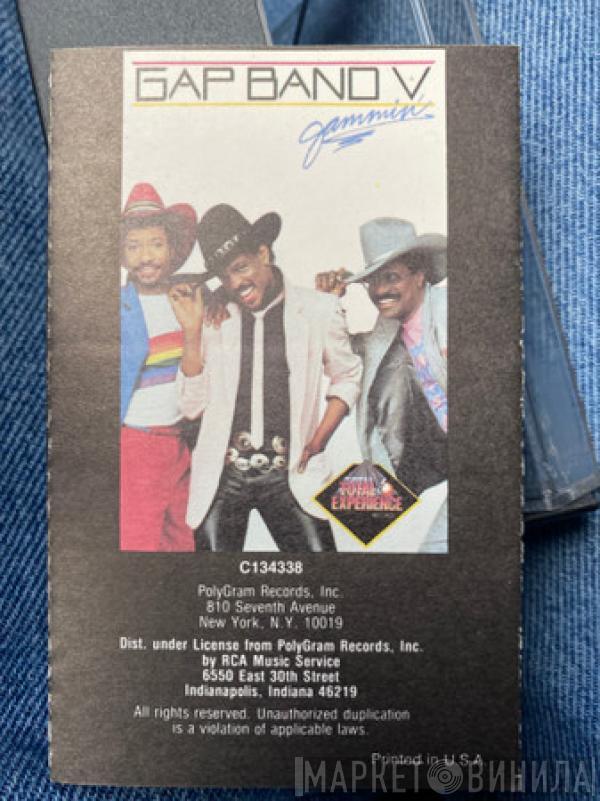 GAP BAND V
Jammin'
TOTAL
EXPERIENCE
C134338
PolyGram Records, Inc.
810 Seventh Avenue
New York, N.Y. 10019
Dist. under License from PolyGram Records, Inc.
by RCA Music Service
6550 East 30th Street
Indianapolis, Indiana 46219
All rights reserved. Unauthorized duplication
is a violation of applicable laws.
Printed in U.S.A.
МАРКЕТ ВИНИЛА